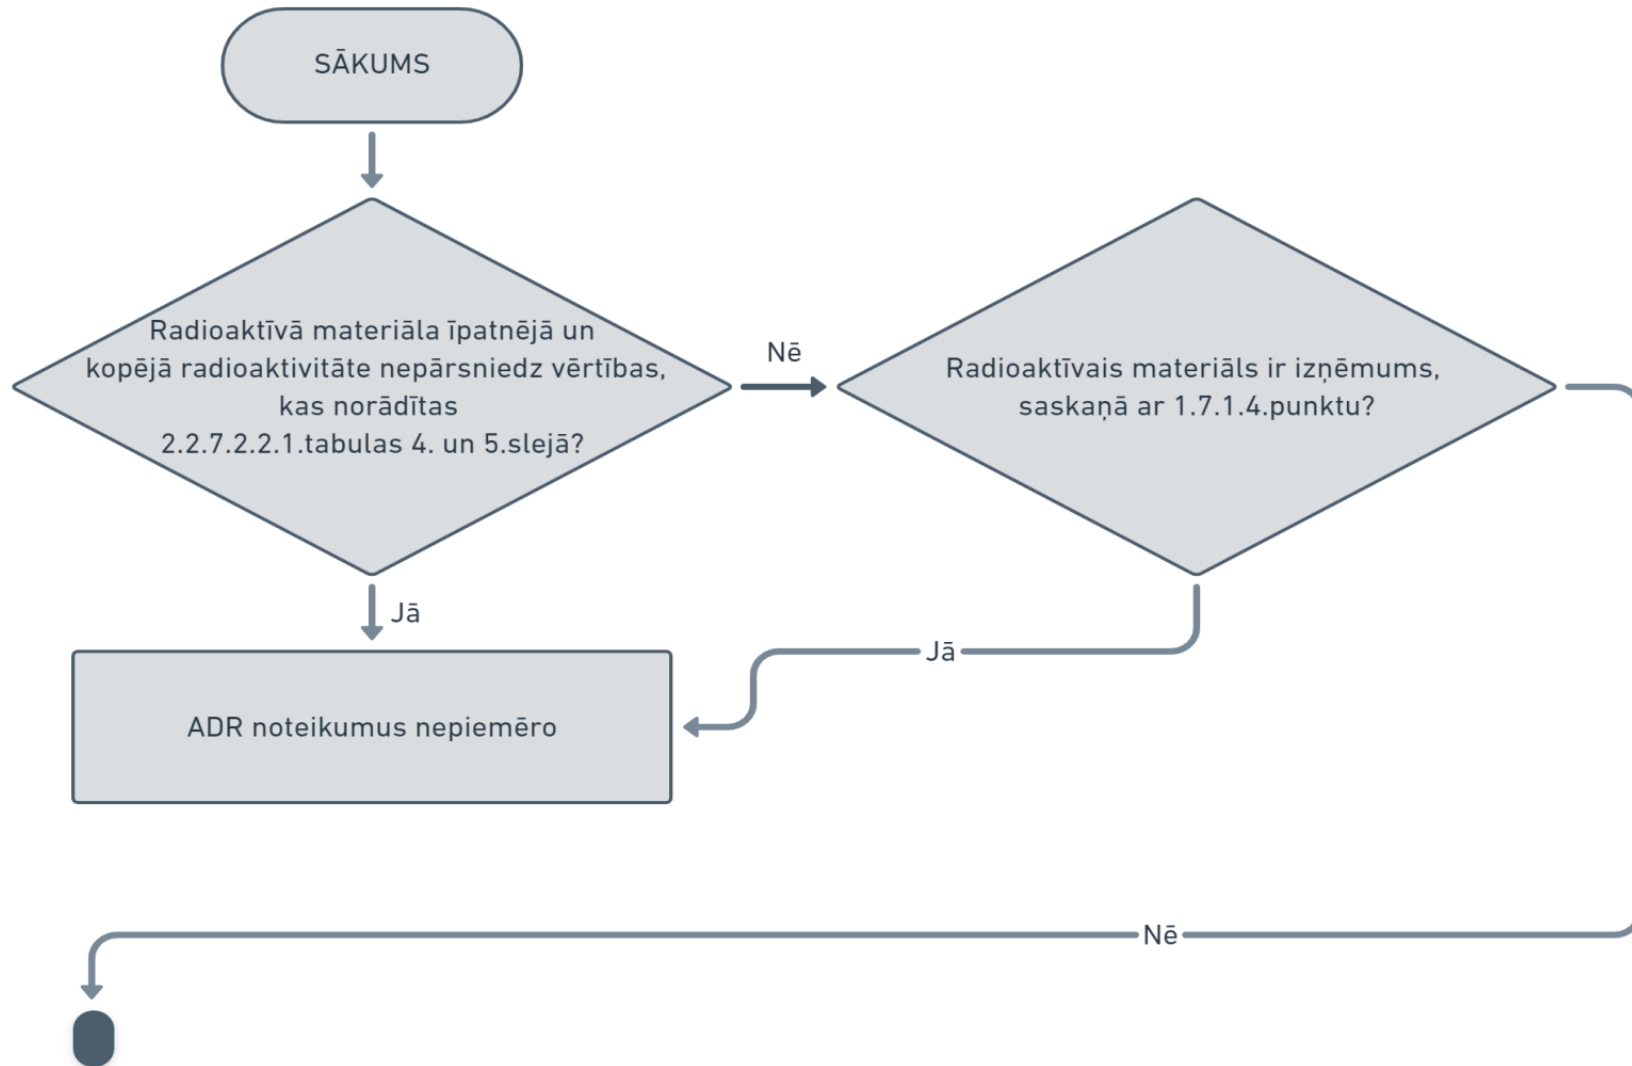 SĀKUMS
Radioaktīvā materiāla īpatnējā un
kopējā radioaktivitāte nepārsniedz vērtības,
kas norādītas
2.2.7.2.2.1.tabulas 4. un 5.slejā?
Nē
Radioaktīvais materiāls ir izņēmums,
saskaņā ar 1.7.1.4.punktu?
Jā
Jā
ADR noteikumus nepiemēro
Nē